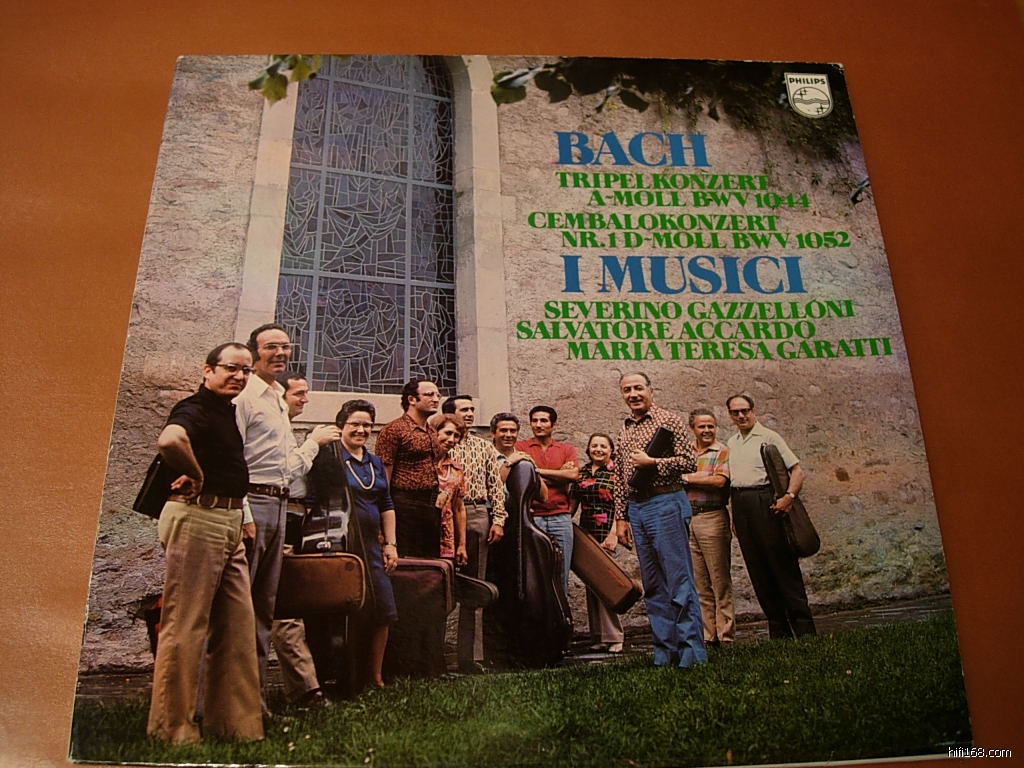 PHILIPS
BACH
TRIPELKONZERT
A-MOLL BWV 1044
CEMBALOKONZERT
NR. 1 D-MOLL BWV 1052
I MUSICI
SEVERINO GAZZELLONI
SALVATORE ACCARDO
MARIA TERESA GARATTI
hifi168.com